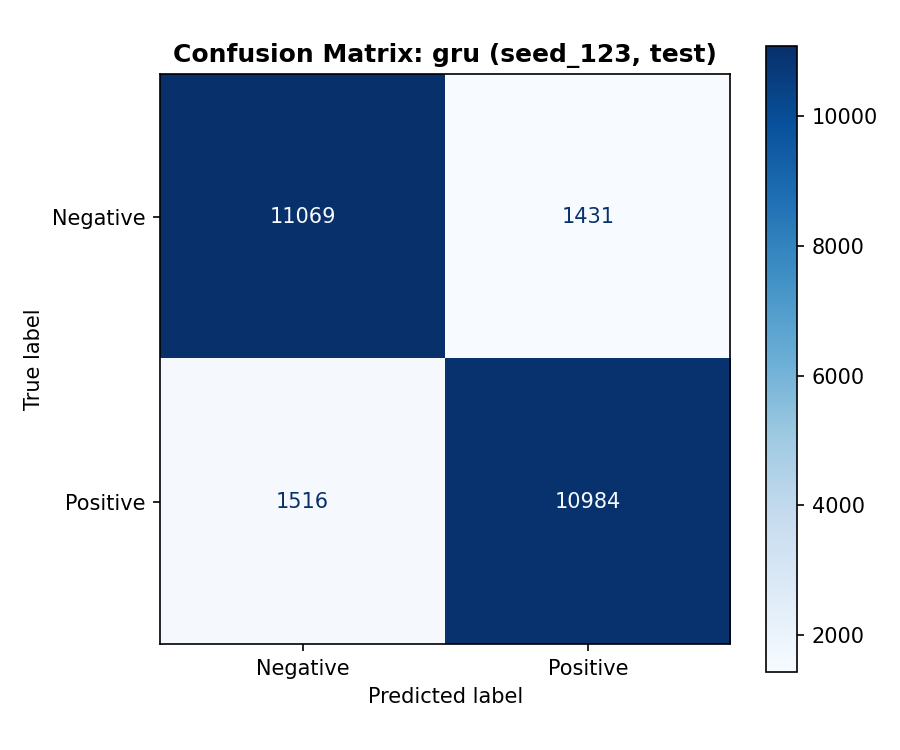 Confusion Matrix: gru (seed_123, test)
Negative
11069
1431
Positive
1516
10984
Negative
Positive
Predicted label
True label
10000
8000
6000
4000
2000